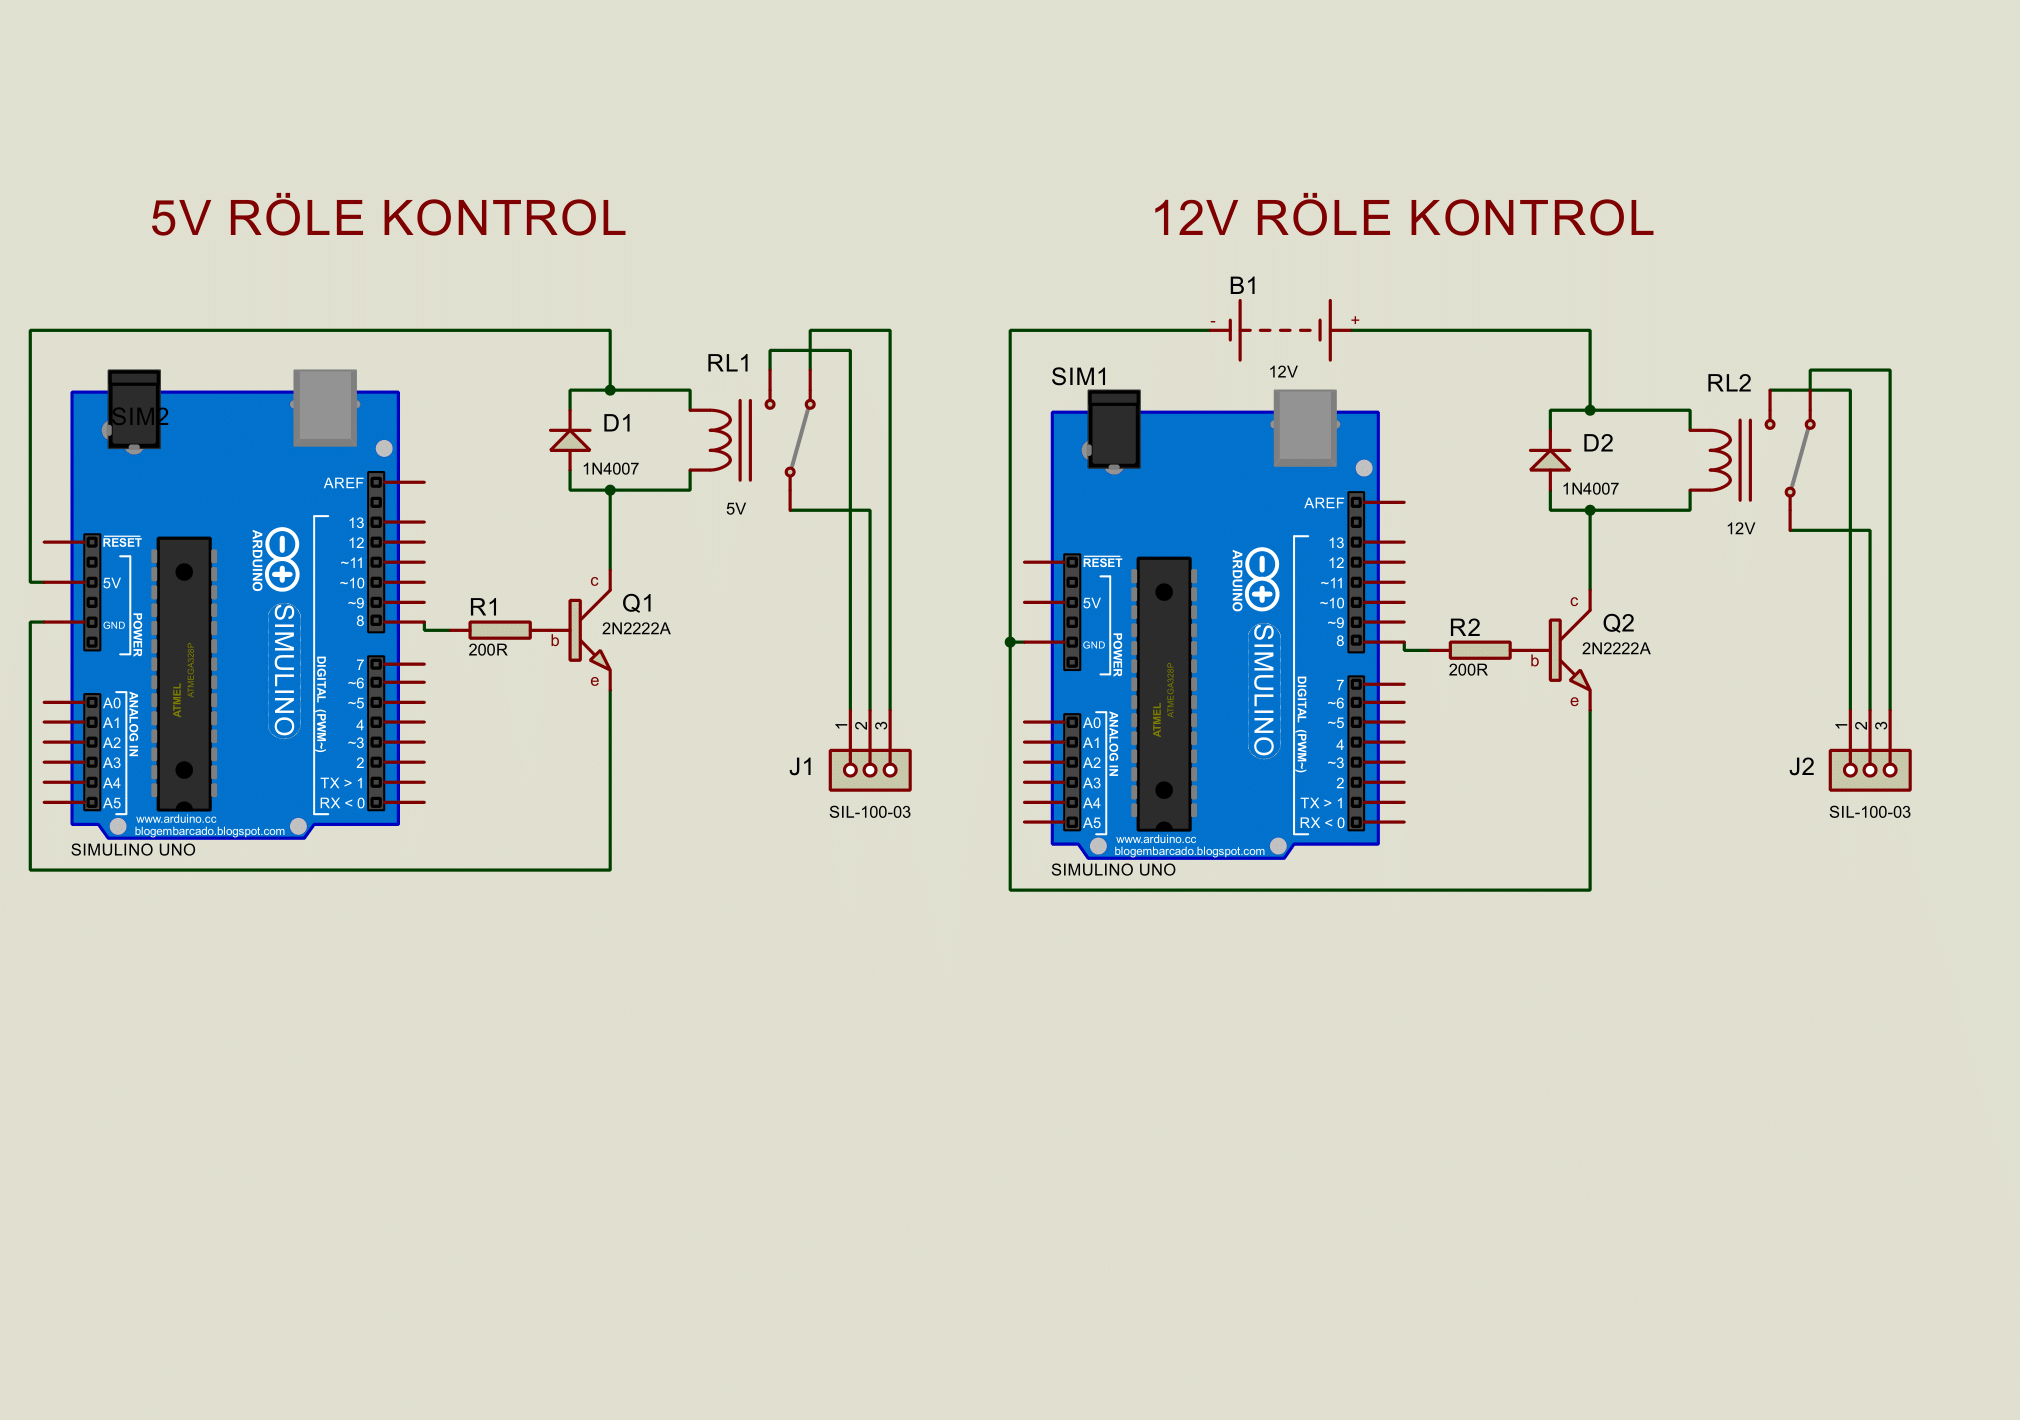 5V RÖLE KONTROL
SIM2
AREF
13
12
~11
~10
~9
8
7
~6
~5
4
~3
2
TX > 1
RX < 0
RESET
5V
GND
POWER
A0
A1
A2
A3
A4
A5
ANALOG IN
ATMEL
ATMEGA328P
ARDUINO
SIMULINO
DIGITAL (PWM~)
www.arduino.cc
blogembarcado.blogspot.com
SIMULINO UNO
R1
200R
b
c
e
Q1
2N2222A
D1
1N4007
RL1
5V
1
2
3
J1
SIL-100-03
12V RÖLE KONTROL
B1
-
+
12V
SIM1
AREF
13
12
~11
~10
~9
8
7
~6
~5
4
~3
2
TX > 1
RX < 0
RESET
5V
GND
POWER
A0
A1
A2
A3
A4
A5
ANALOG IN
ATMEL
ATMEGA328P
ARDUINO
SIMULINO
DIGITAL (PWM~)
www.arduino.cc
blogembarcado.blogspot.com
SIMULINO UNO
R2
200R
b
c
e
Q2
2N2222A
D2
1N4007
RL2
12V
1
2
3
J2
SIL-100-03